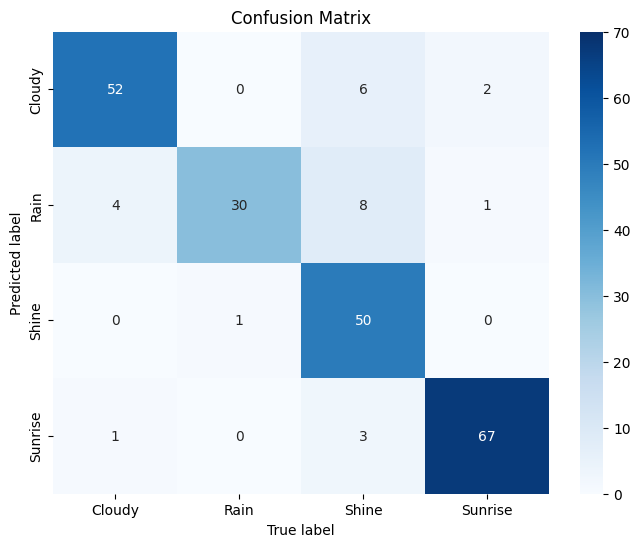 Confusion Matrix
Cloudy 52 0 6 2
Rain 4 30 8 1
Shine 0 1 50 0
Sunrise 1 0 3 67
Cloudy Rain Shine Sunrise
True label
Predicted label
70
60
50
40
30
20
10
0